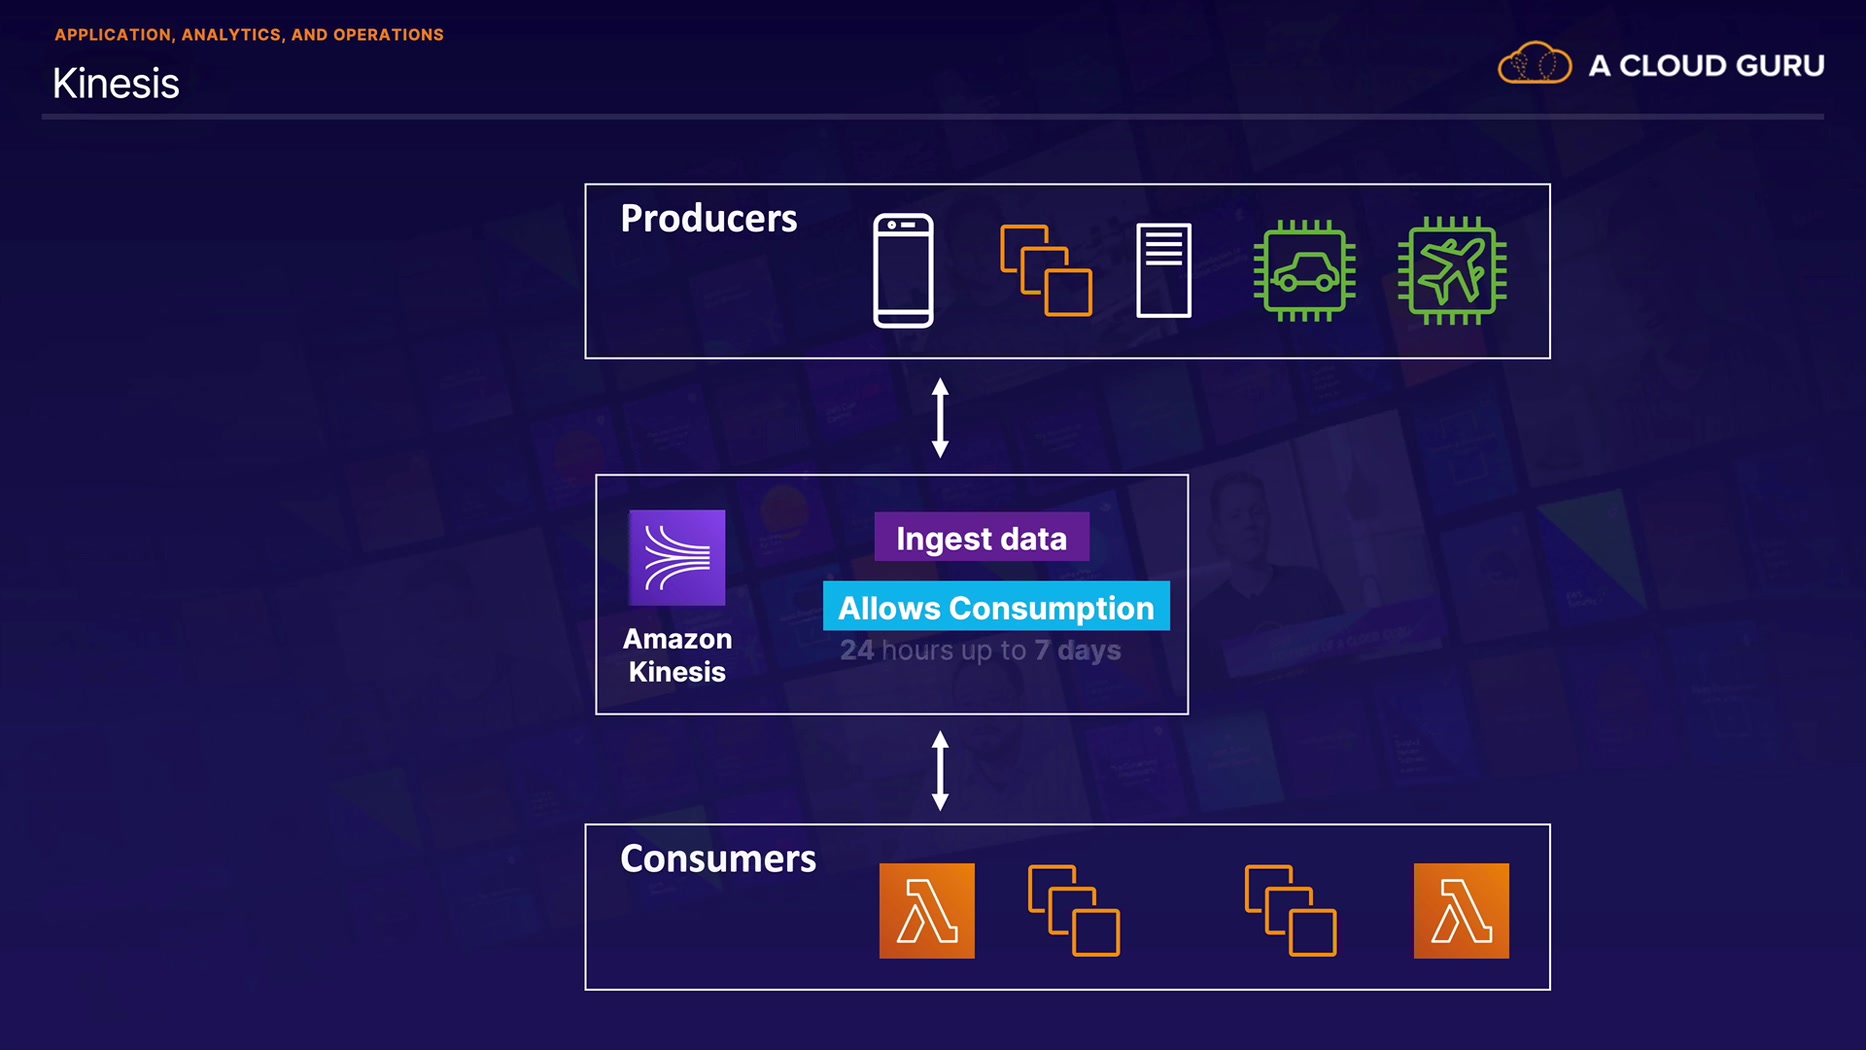 APPLICATION, ANALYTICS, AND OPERATIONS
Kinesis
A CLOUD GURU
Producers
Ingest data
Allows Consumption
24 hours up to 7 days
Amazon
Kinesis
Consumers